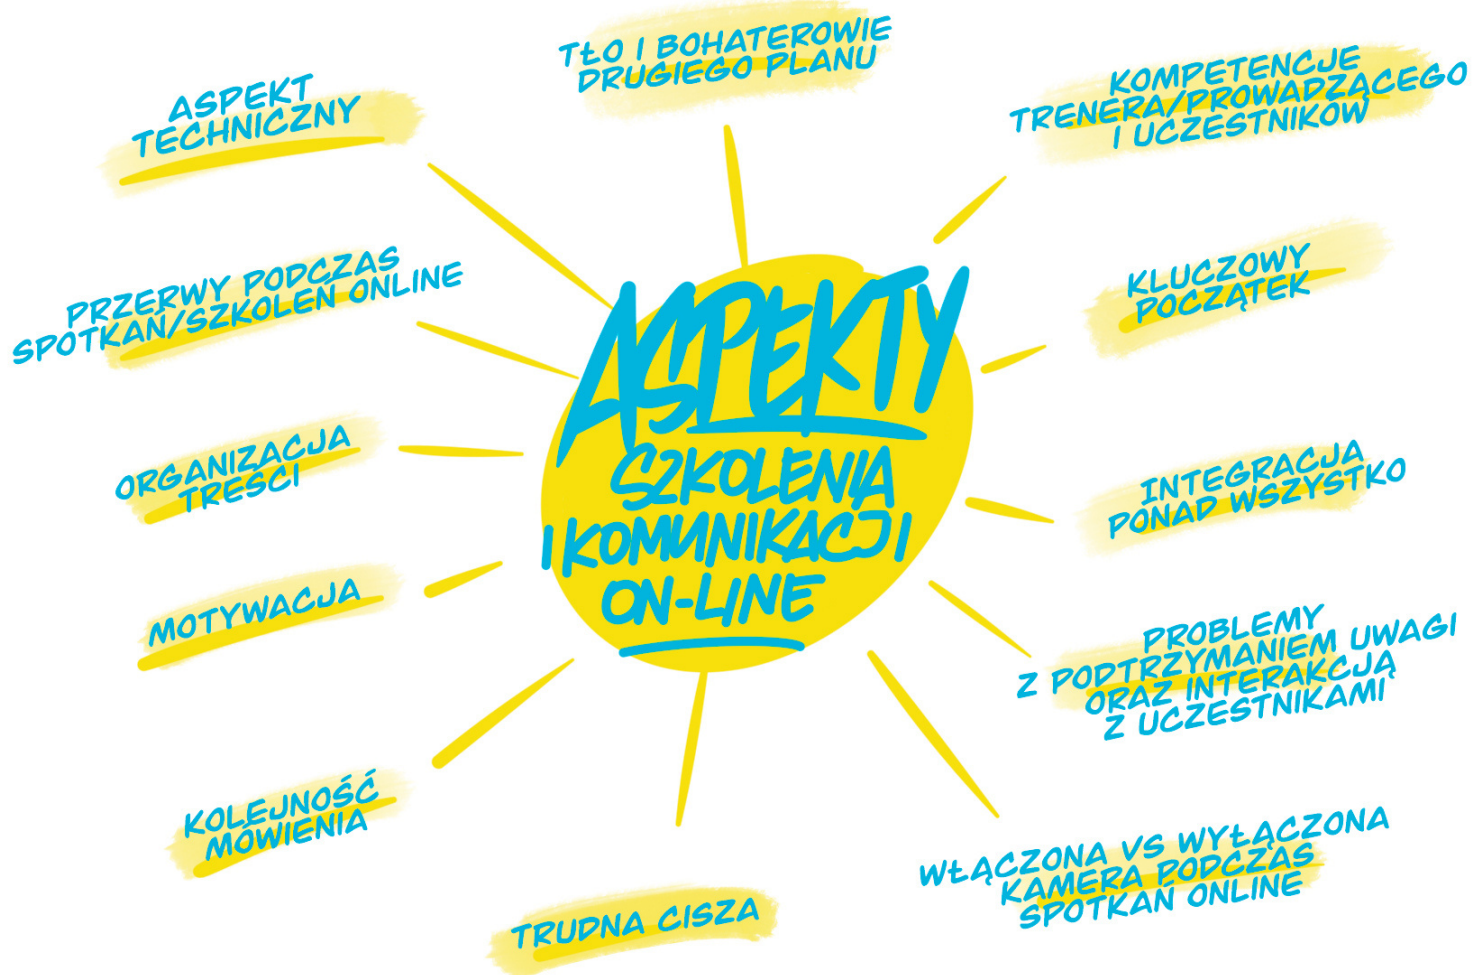 TŁO I BOHATEROWIE
DRUGIEGO PLANU
ASPEKT
TECHNICZNY
KOMPETENCJE
TRENERA/PROWADZĄCEGO
I UCZESTNIKÓW
PRZERWY PODCZAS
SPOTKAŃ/SZKOLEŃ ONLINE
KLUCZOWY
POCZĄTEK
ASPEKTY
SZKOLENIA
I KOMUNIKACJI
ON-LINE
ORGANIZACJA
TREŚCI
INTEGRACJA
PONAD WSZYSTKO
MOTYWACJA
PROBLEMY
Z PODTRZYMANIEM UWAGI
ORAZ INTERAKCJĄ
Z UCZESTNIKAMI
KOLEJNOŚĆ
MÓWIENIA
WŁĄCZONA VS WYŁĄCZONA
KAMERA PODCZAS
SPOTKAŃ ONLINE
TRUDNA CISZA